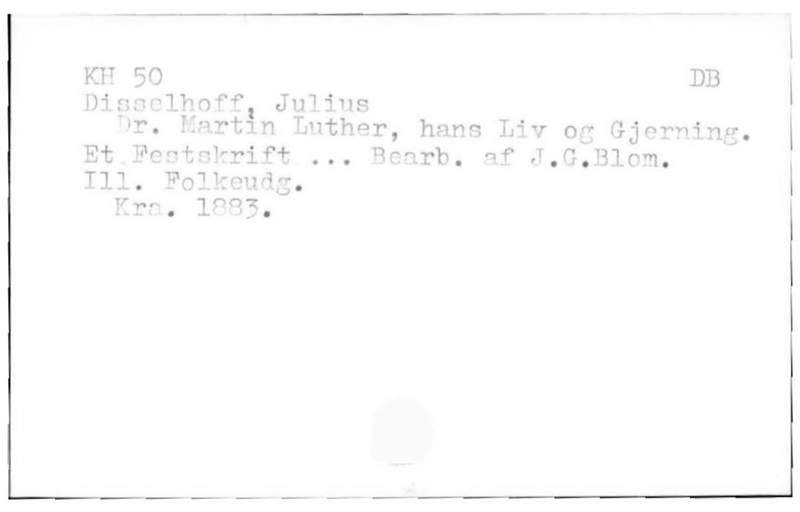 KH 50 DB
Disselhoff, Julius
Dr. Martin Luther, hans Liv og Gjerning.
Et Festskrift ... Bearb. af J.G.Blom.
Ill. Folkeudg.
Kra. 1883.